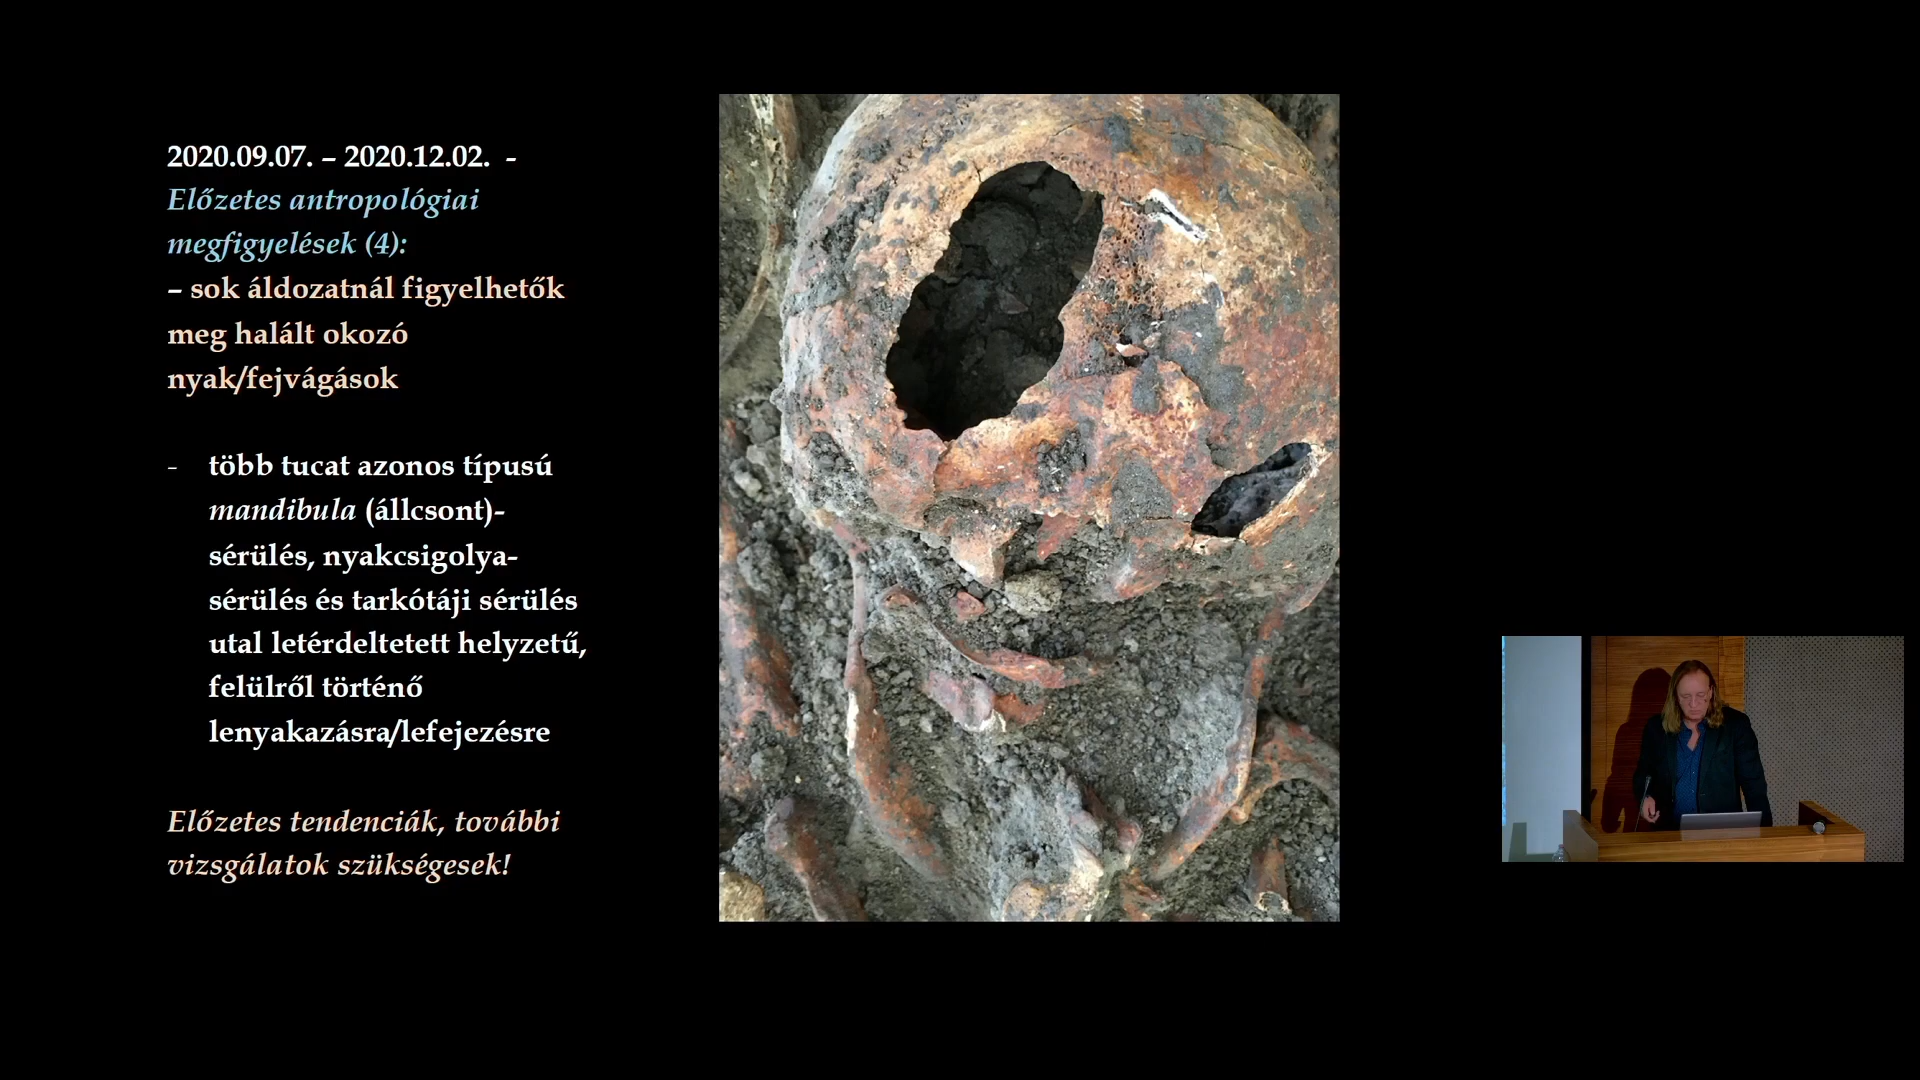 2020.09.07. – 2020.12.02. -
Előzetes antropológiai
megfigyelések (4):
– sok áldozatnál figyelhetők
meg halált okozó
nyak/fejvágások
- több tucat azonos típusú
mandibula (állcsont)-
sérülés, nyakcsigolya-
sérülés és tarkótáji sérülés
utal letérdeltetett helyzetű,
felülről történő
lenyakazásra/lefejezésre
Előzetes tendenciák, további
vizsgálatok szükségesek!